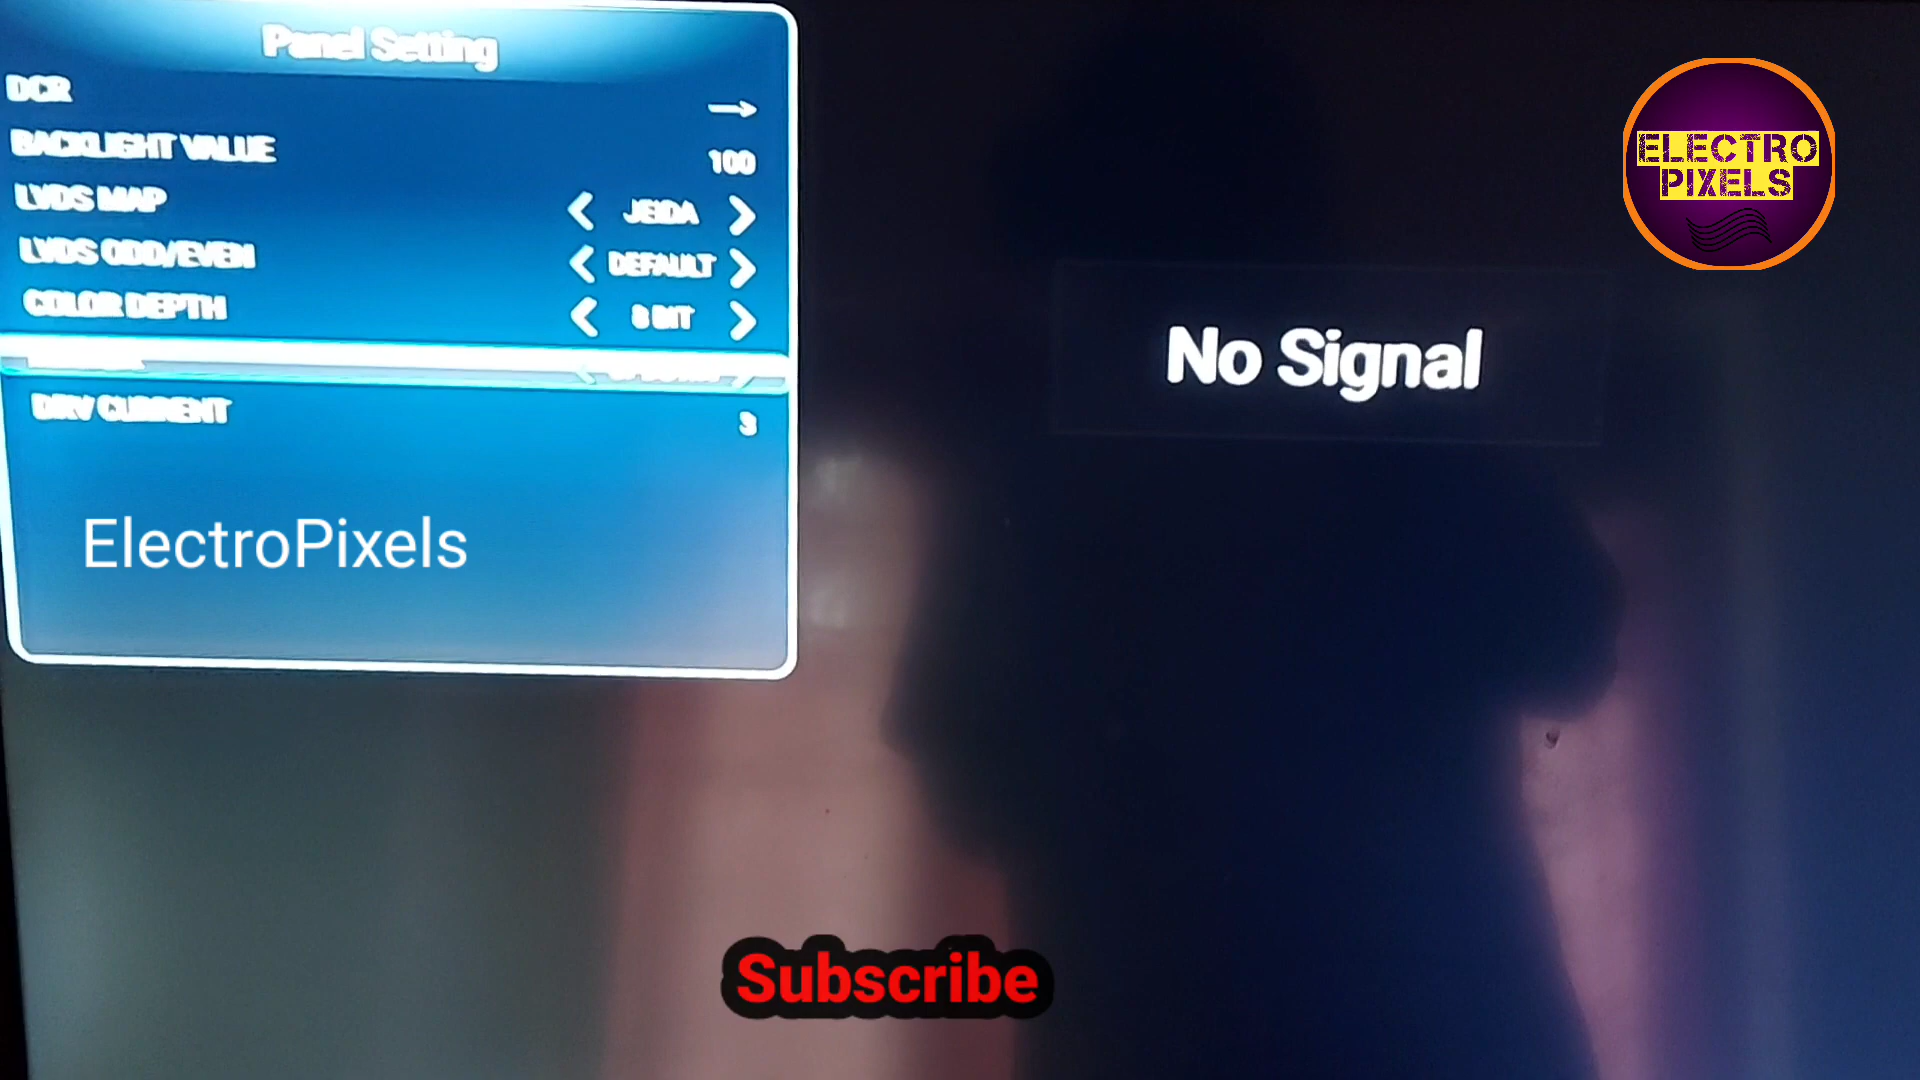 Panel Setting
DCR
BACKLIGHT VALUE 100
LVDS MAP JEIDA
LVDS ODD/EVEN DEFAULT
COLOR DEPTH 8 BIT
DRV CURRENT 3
ElectroPixels
No Signal
ELECTRO
PIXELS
Subscribe